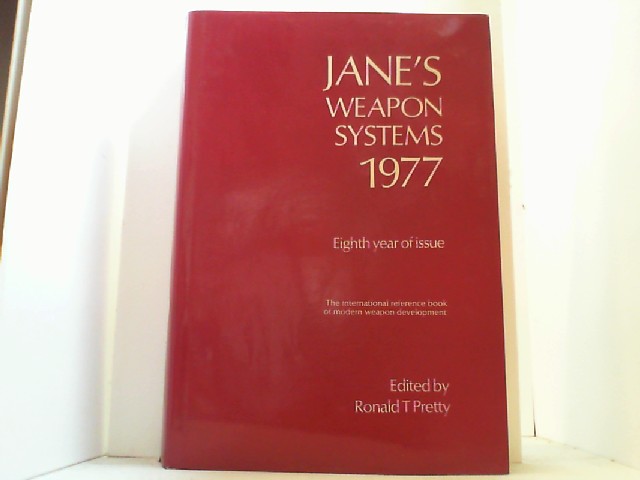 JANE'S
WEAPON
SYSTEMS
1977
Eighth year of issue
The international reference book
of modern weapon development
Edited by
Ronald T Pretty